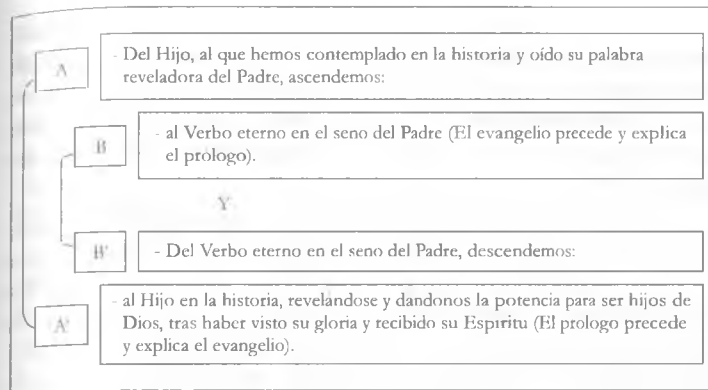 A
- Del Hijo, al que hemos contemplado en la historia y oído su palabra
reveladora del Padre, ascendemos:
B
- al Verbo eterno en el seno del Padre (El evangelio precede y explica
el prologo).
Y
B'
- Del Verbo eterno en el seno del Padre, descendemos:
A'
- al Hijo en la historia, revelandose y dandonos la potencia para ser hijos de
Dios, tras haber visto su gloria y recibido su Espiritu (El prologo precede
y explica el evangelio).